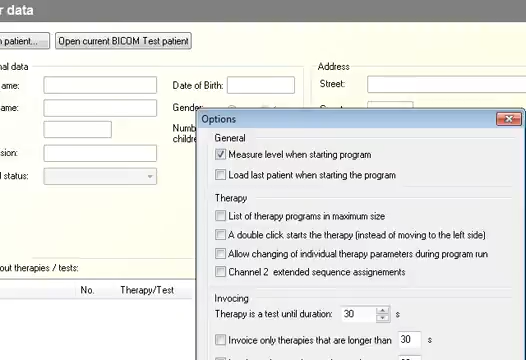 r data
patient... Open current BICOM Test patient
nal data Address
ame: Date of Birth: Street:
ame: Gender
Options
General
Measure level when starting program
Load last patient when starting the program
Therapy
List of therapy programs in maximum size
A double click starts the therapy (instead of moving to the left side)
Allow changing of individual therapy parameters during program run
Channel 2 extended sequence assignements
Invocing
Therapy is a test until duration: 30 s
Invoice only therapies that are longer than 30 s
Numb
childre
ssion:
l status:
out therapies / tests:
No. Therapy/Test